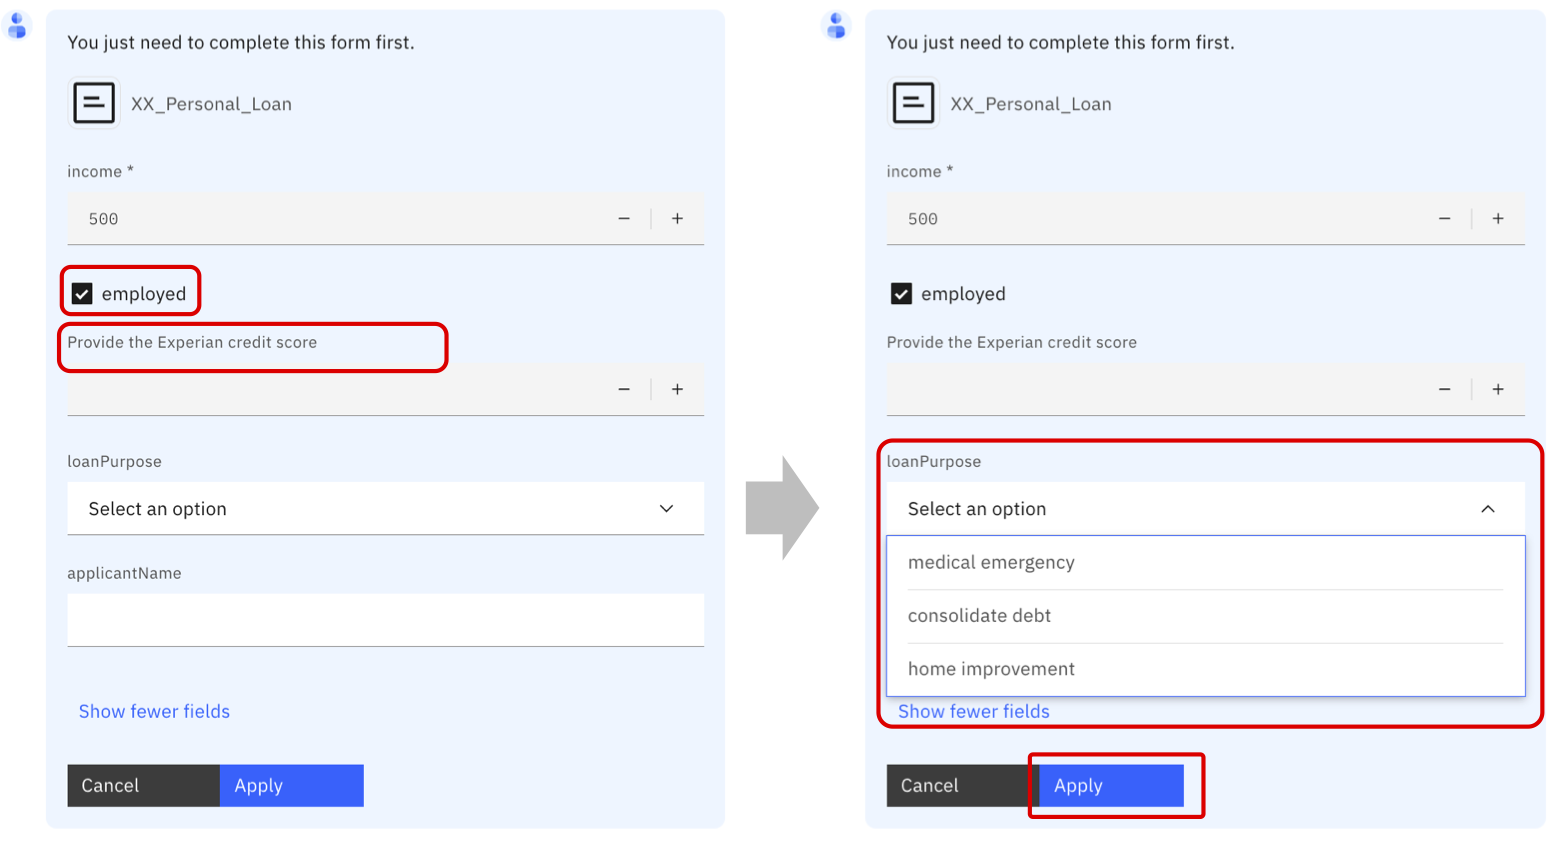 You just need to complete this form first.
XX_Personal_Loan
income *
500
employed
Provide the Experian credit score
loanPurpose
Select an option
applicantName
Show fewer fields
Cancel
Apply
You just need to complete this form first.
XX_Personal_Loan
income *
500
employed
Provide the Experian credit score
loanPurpose
Select an option
medical emergency
consolidate debt
home improvement
Show fewer fields
Cancel
Apply